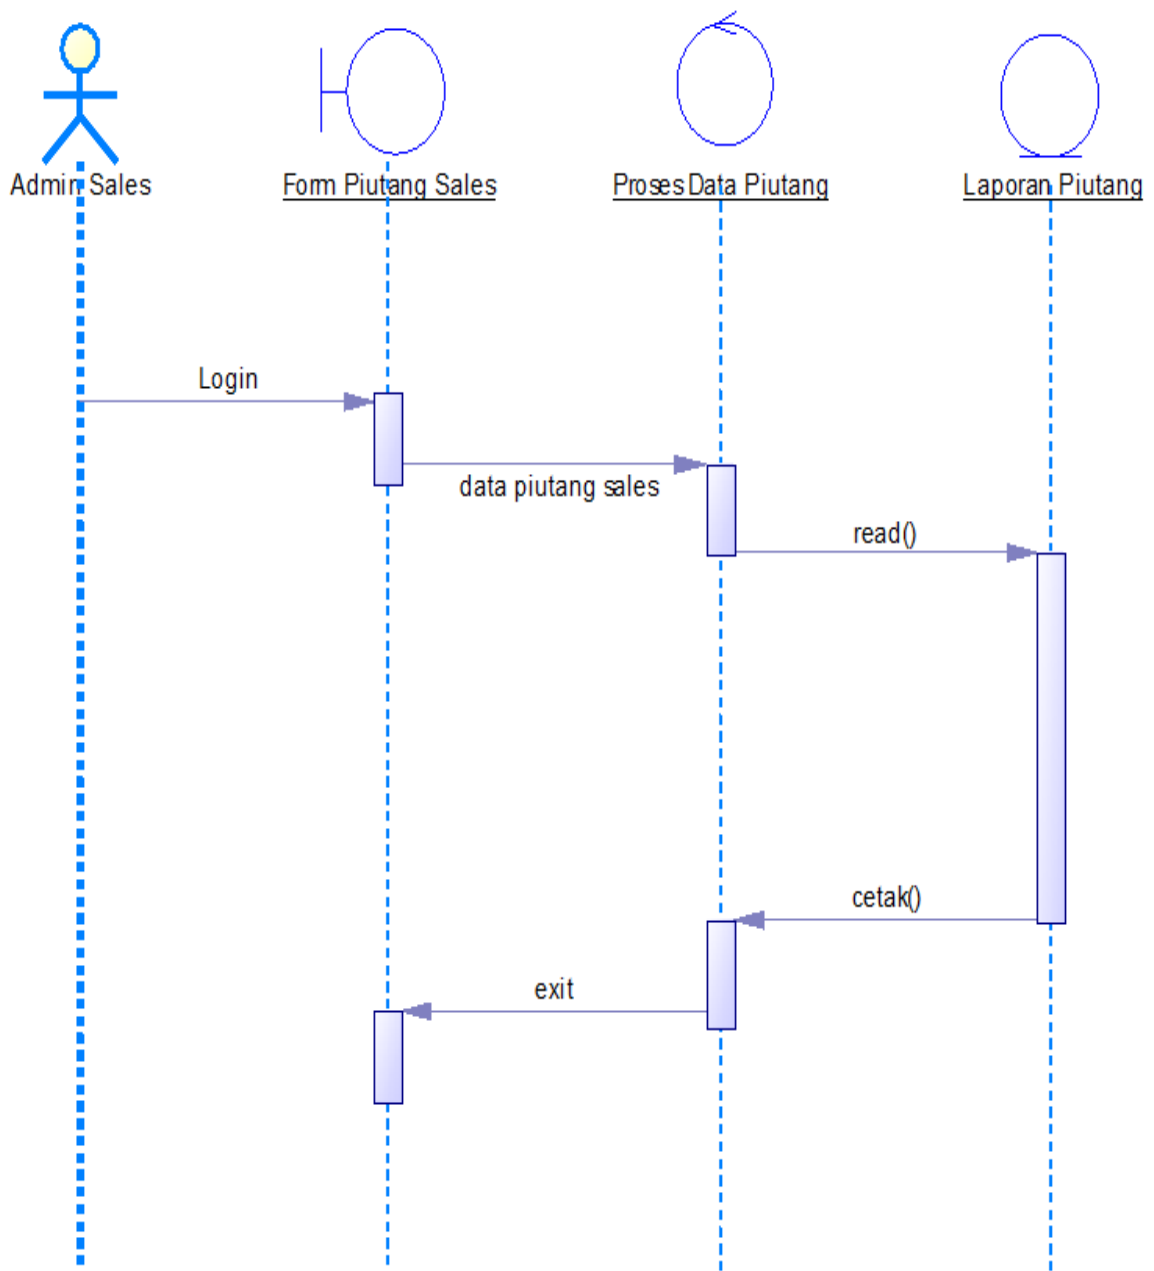 Admin Sales
Form Piutang Sales
Proses Data Piutang
Laporan Piutang
Login
data piutang sales
read()
cetak()
exit